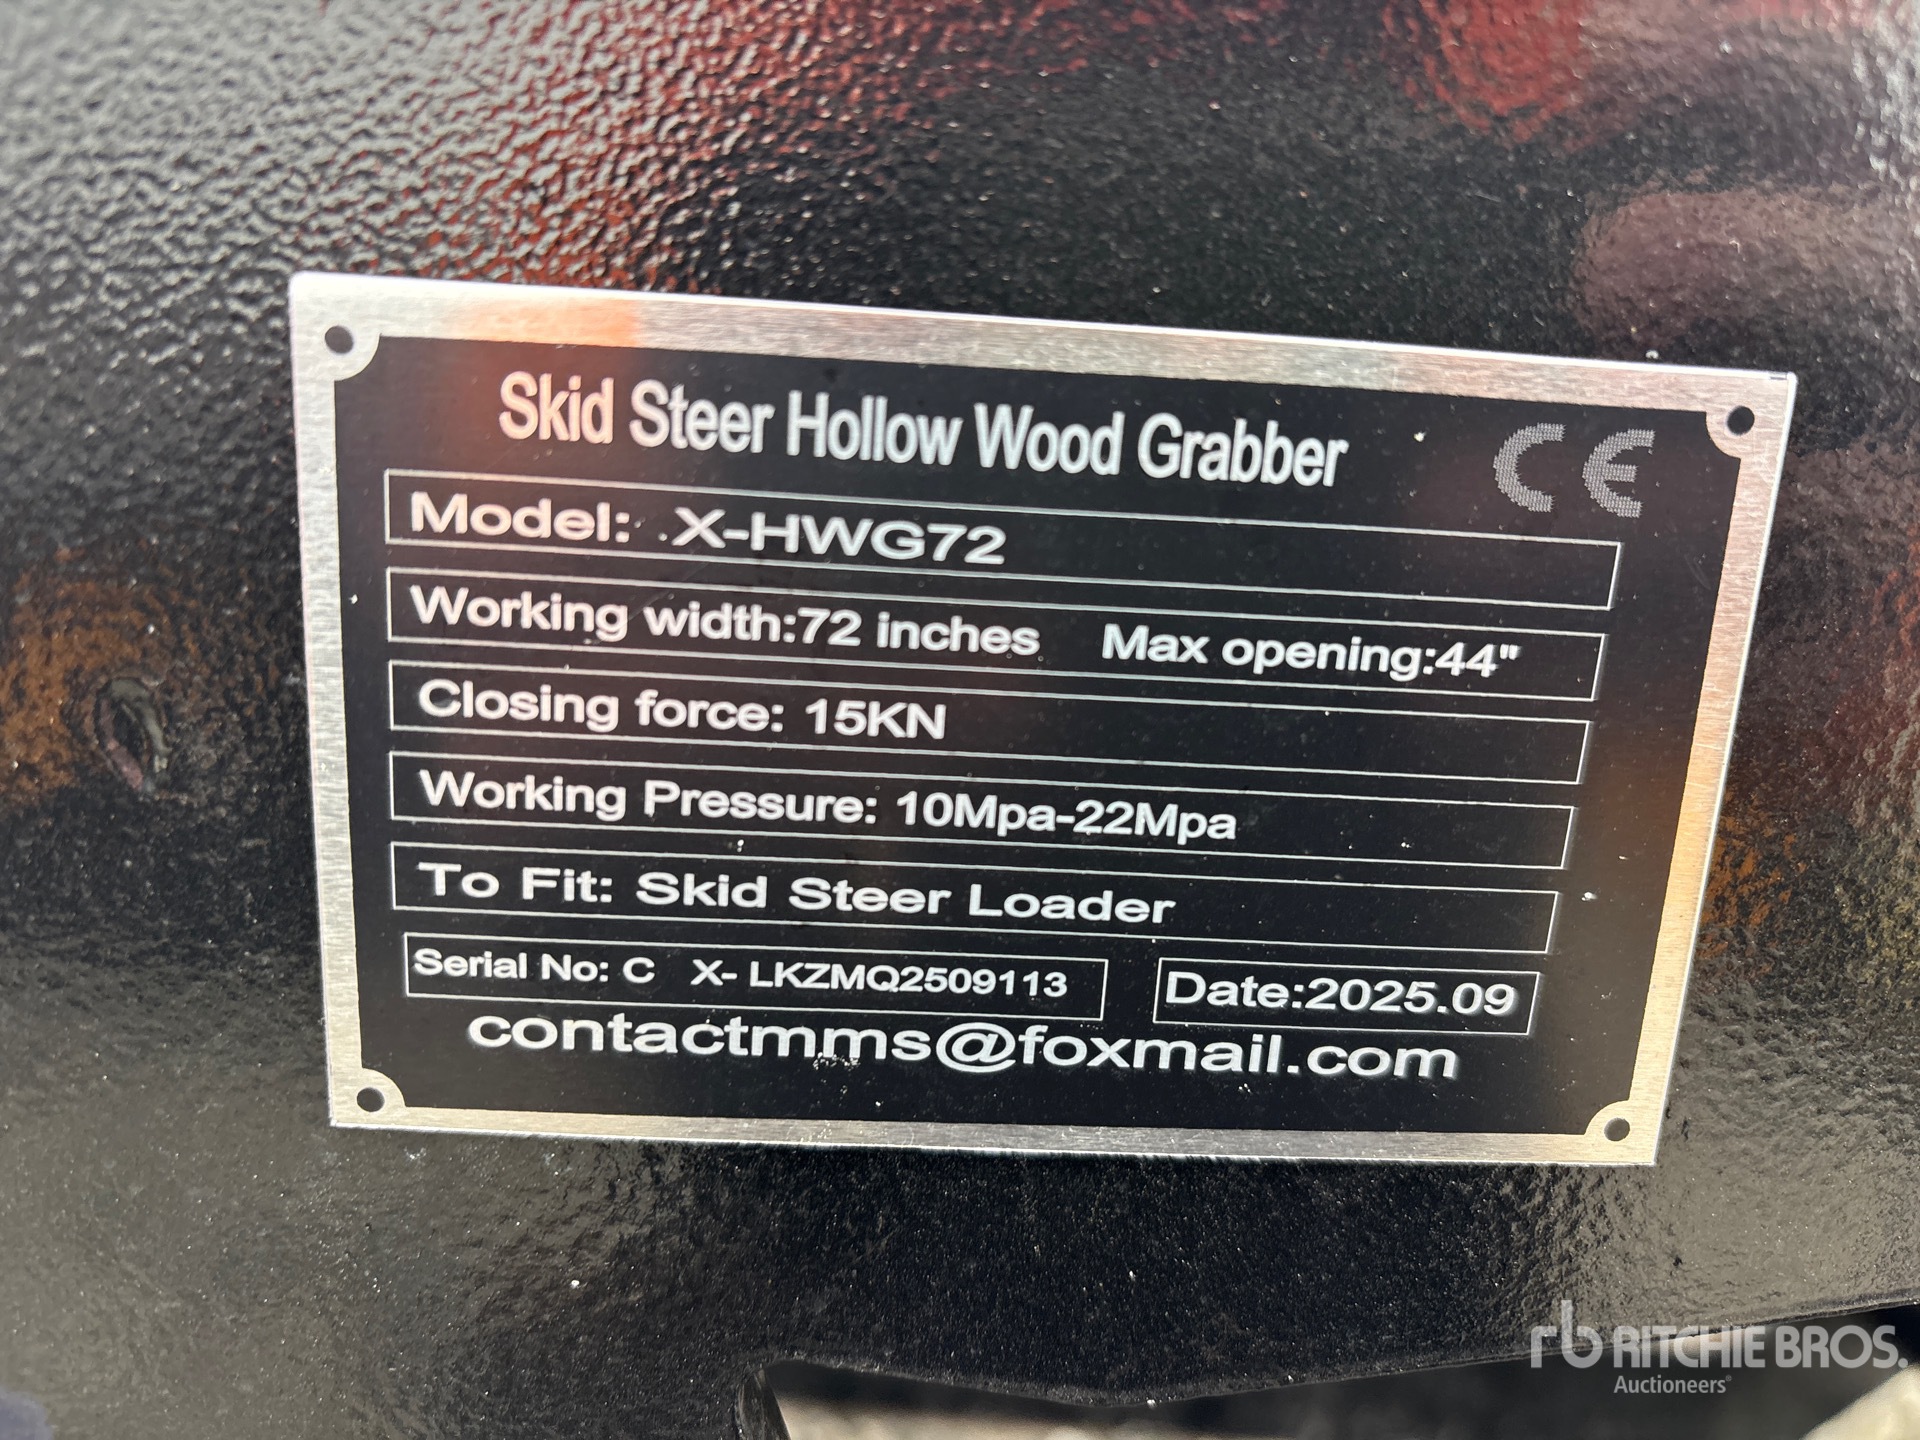 Skid Steer Hollow Wood Grabber
CE
Model: X-HWG72
Working width:72 inches Max opening:44"
Closing force: 15KN
Working Pressure: 10Mpa-22Mpa
To Fit: Skid Steer Loader
Serial No: C X- LKZMQ2509113 Date:2025.09
contactmms@foxmail.com
rb RITCHIE BROS.
Auctioneers®